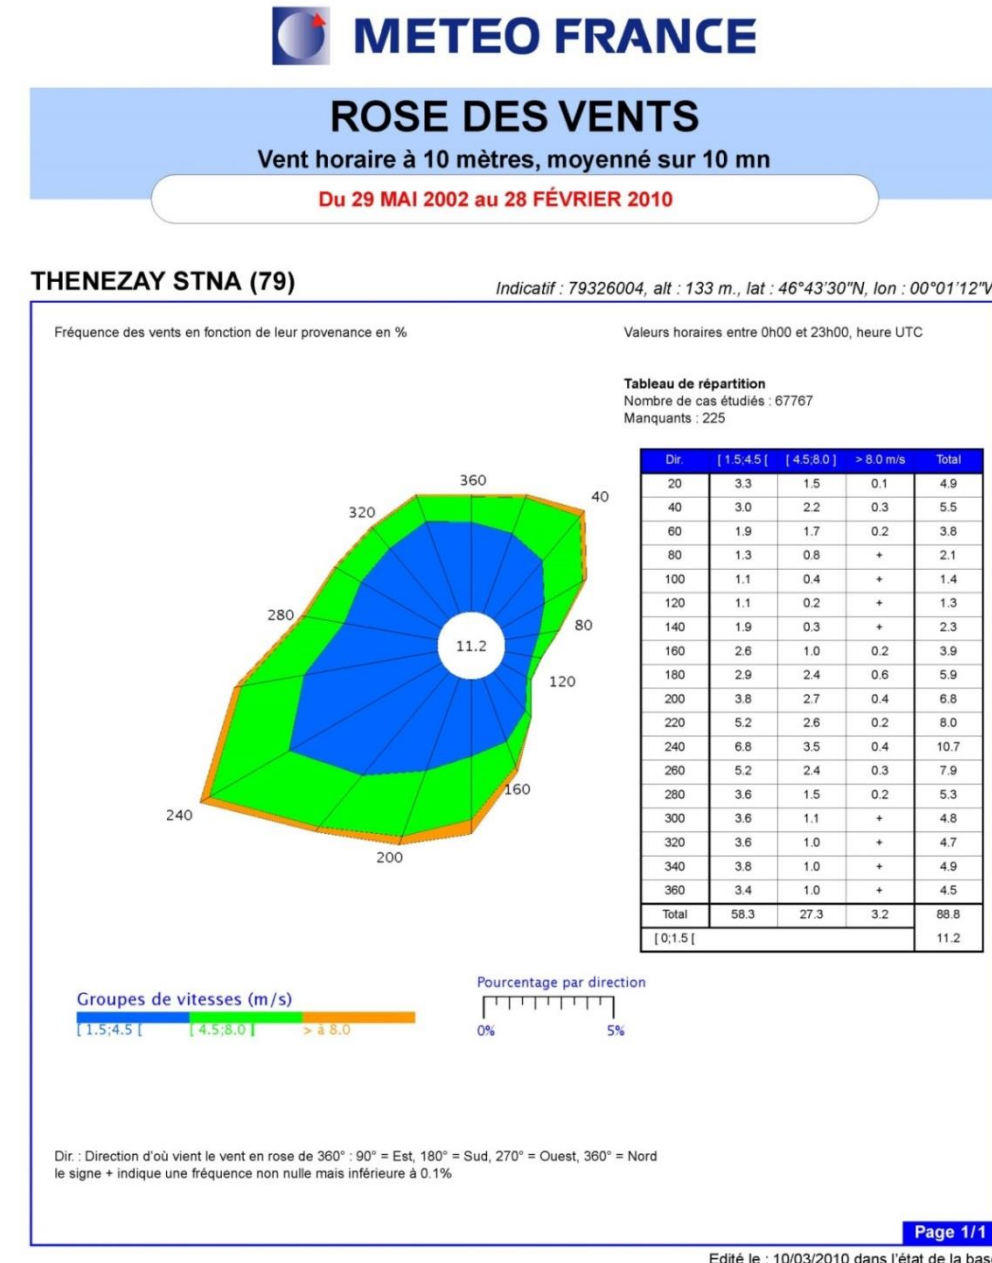 METEO FRANCE
ROSE DES VENTS
Vent horaire à 10 mètres, moyenné sur 10 mn
Du 29 MAI 2002 au 28 FÉVRIER 2010
THENEZAY STNA (79)
Indicatif : 79326004, alt : 133 m., lat : 46°43'30"N, lon : 00°01'12"
Fréquence des vents en fonction de leur provenance en %
Valeurs horaires entre 0h00 et 23h00, heure UTC
Tableau de répartition
Nombre de cas étudiés : 67767
Manquants : 225
Dir. [ 1.5;4.5 [ [ 4.5;8.0 ] > 8.0 m/s Total
20 3.3 1.5 0.1 4.9
40 3.0 2.2 0.3 5.5
60 1.9 1.7 0.2 3.8
80 1.3 0.8 + 2.1
100 1.1 0.4 + 1.4
120 1.1 0.2 + 1.3
140 1.9 0.3 + 2.3
160 2.6 1.0 0.2 3.9
180 2.9 2.4 0.6 5.9
200 3.8 2.7 0.4 6.8
220 5.2 2.6 0.2 8.0
240 6.8 3.5 0.4 10.7
260 5.2 2.4 0.3 7.9
280 3.6 1.5 0.2 5.3
300 3.6 1.1 + 4.8
320 3.6 1.0 + 4.7
340 3.8 1.0 + 4.9
360 3.4 1.0 + 4.5
Total 58.3 27.3 3.2 88.8
[ 0;1.5 [ 11.2
360
40
320
280
80
11.2
120
160
240
200
Groupes de vitesses (m/s)
[ 1.5;4.5 [ [ 4.5;8.0 ] > à 8.0
Pourcentage par direction
0% 5%
Dir. : Direction d'où vient le vent en rose de 360° : 90° = Est, 180° = Sud, 270° = Ouest, 360° = Nord
le signe + indique une fréquence non nulle mais inférieure à 0.1%
Page 1/1
Edité le : 10/03/2010 dans l'état de la base